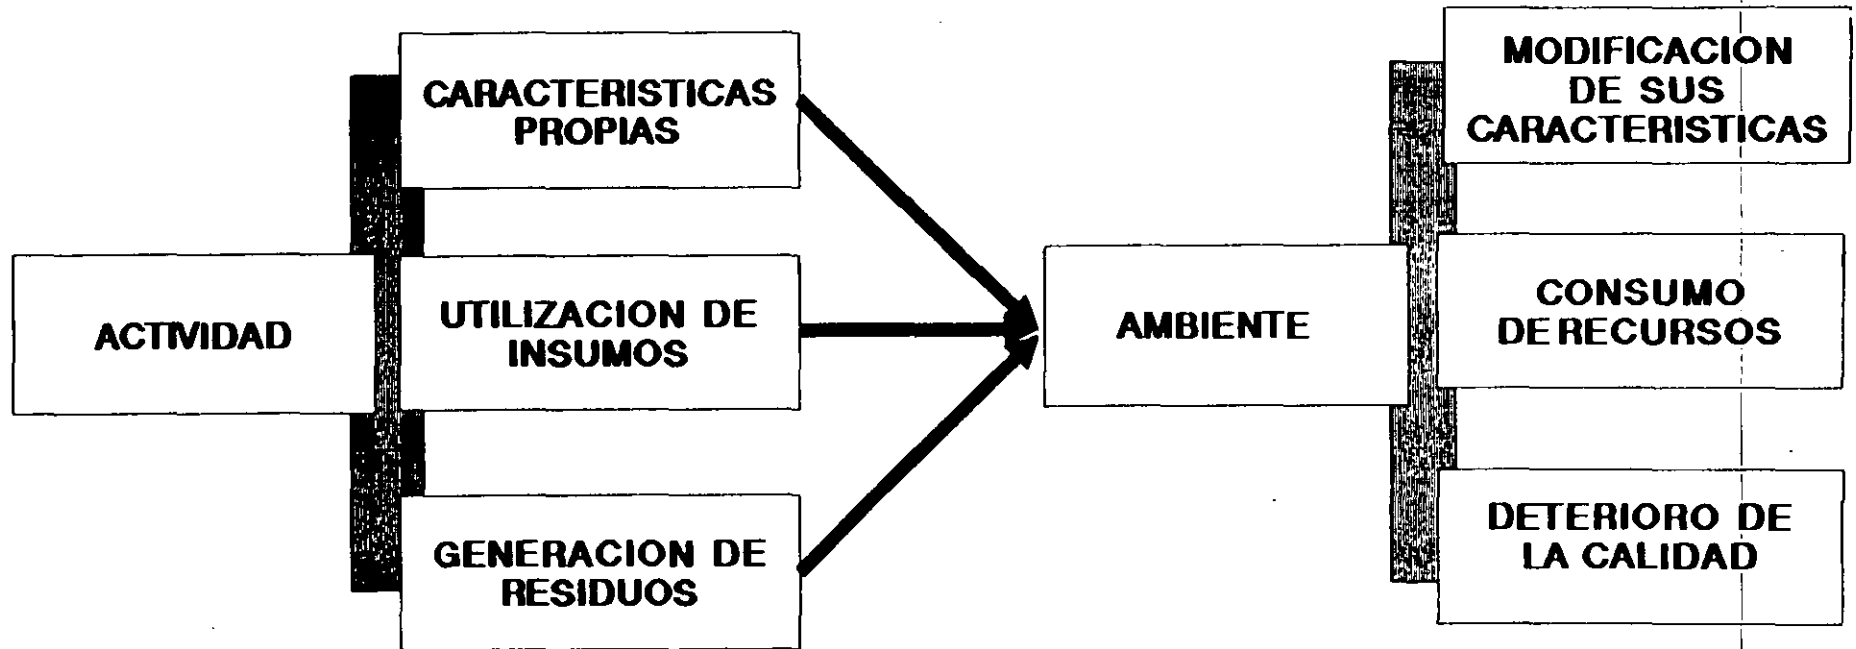 ACTIVIDAD
CARACTERISTICAS
PROPIAS
UTILIZACION DE
INSUMOS
GENERACION DE
RESIDUOS
AMBIENTE
MODIFICACION
DE SUS
CARACTERISTICAS
CONSUMO
DE RECURSOS
DETERIORO DE
LA CALIDAD